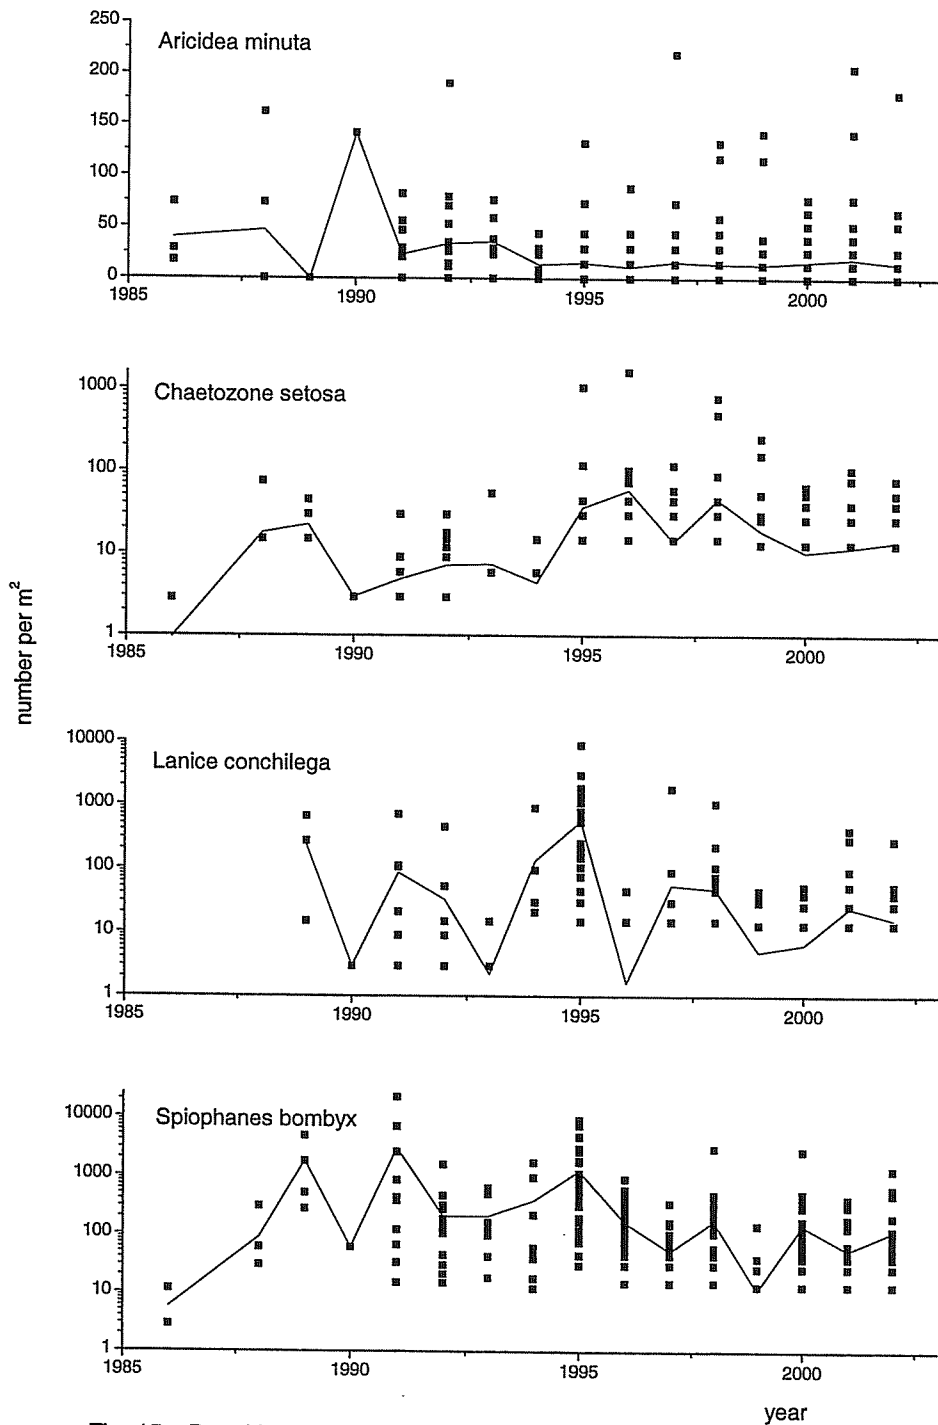 250
Aricidea minuta
200
150
100
50
0
1985 1990 1995 2000
1000
Chaetozone setosa
100
10
1
1985 1990 1995 2000
number per m²
10000
Lanice conchilega
1000
100
10
1
1985 1990 1995 2000
10000
Spiophanes bombyx
1000
100
10
1
1985 1990 1995 2000
year